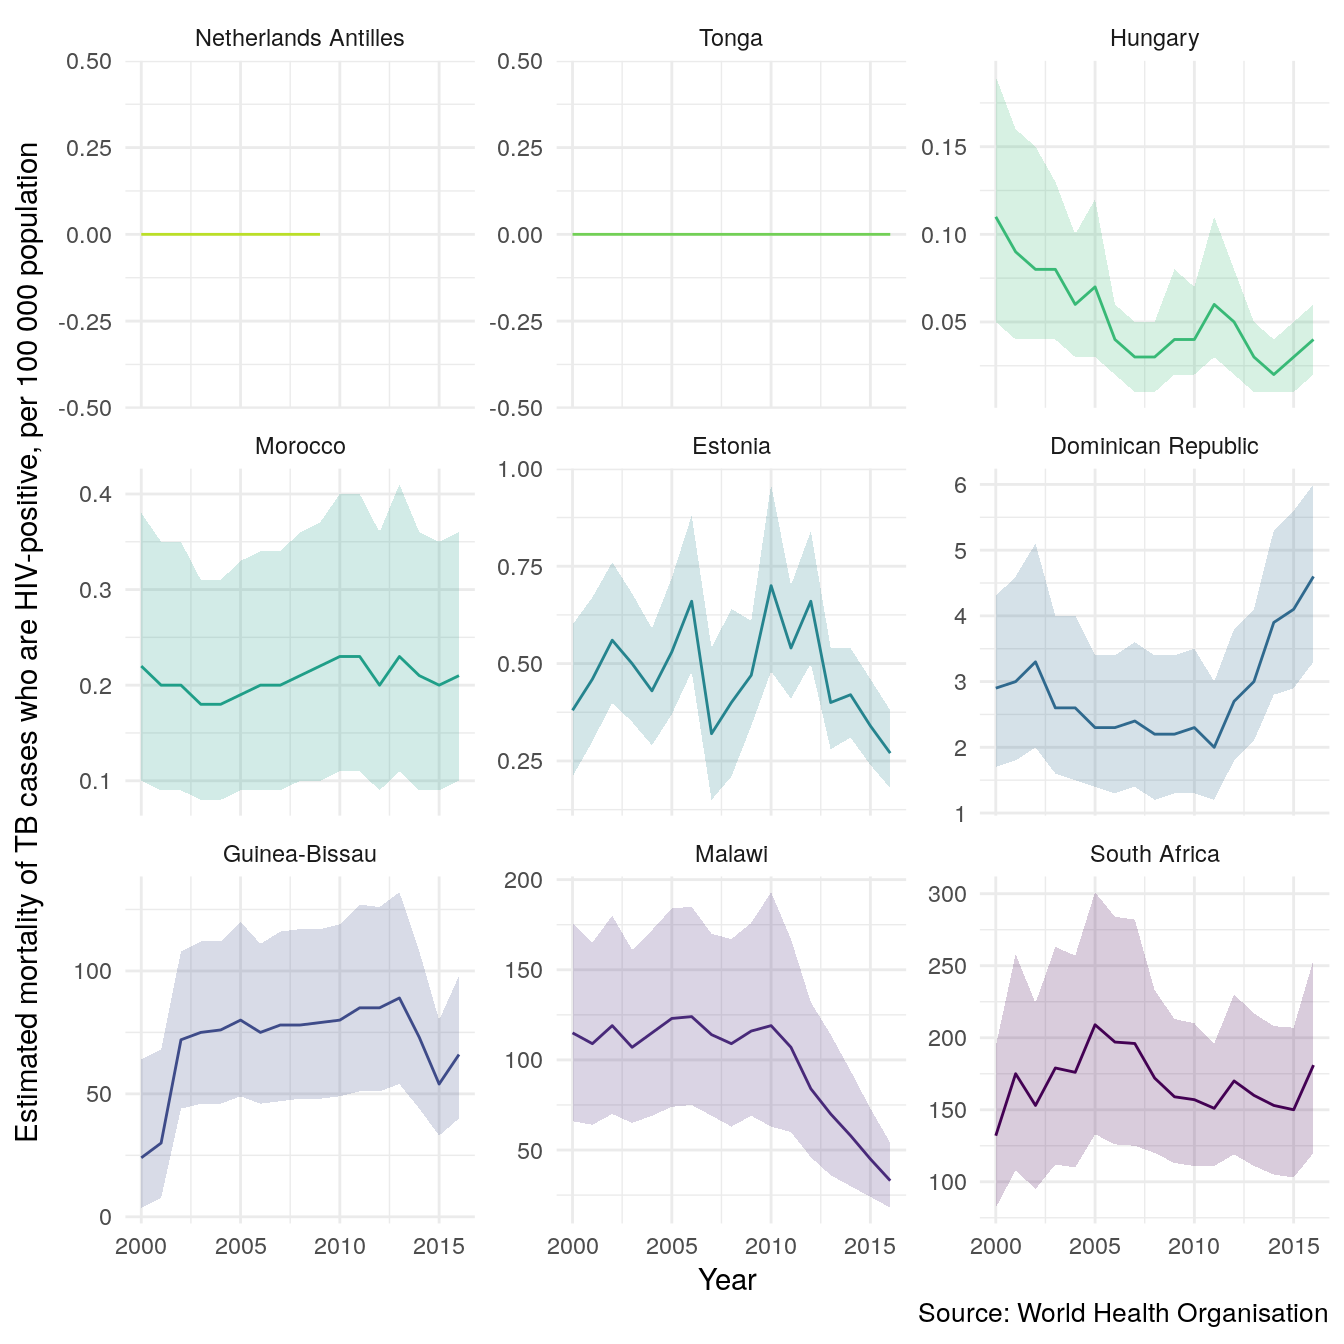 Netherlands Antilles
Tonga
Hungary
0.50
0.25
0.00
-0.25
-0.50
0.50
0.25
0.00
-0.25
-0.50
0.15
0.10
0.05
Morocco
Estonia
Dominican Republic
0.4
0.3
0.2
0.1
1.00
0.75
0.50
0.25
6
5
4
3
2
1
Guinea-Bissau
Malawi
South Africa
100
50
0
200
150
100
50
300
250
200
150
100
2000 2005 2010 2015
2000 2005 2010 2015
2000 2005 2010 2015
Estimated mortality of TB cases who are HIV-positive, per 100 000 population
Year
Source: World Health Organisation